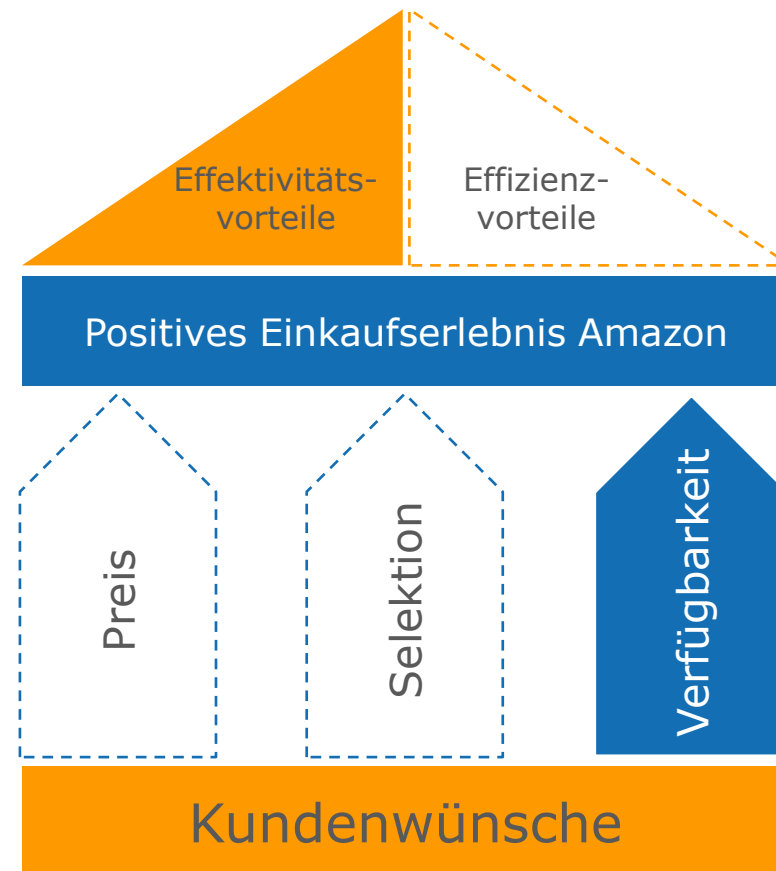 Effektivitäts-
vorteile
Effizienz-
vorteile
Positives Einkaufserlebnis Amazon
Preis
Selektion
Verfügbarkeit
Kundenwünsche